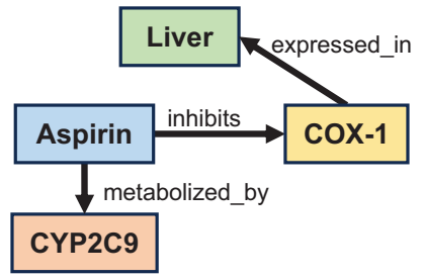 Liver
expressed_in
inhibits
Aspirin
COX-1
metabolized_by
CYP2C9